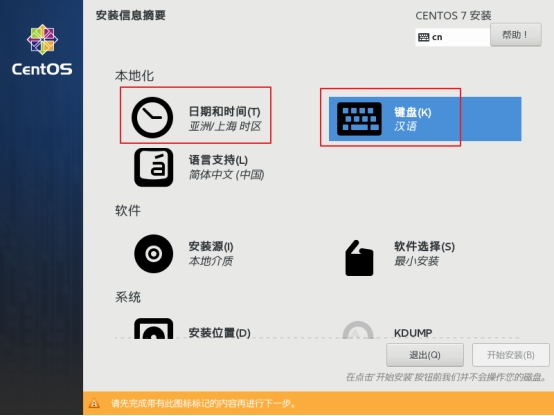 安装信息摘要
CENTOS 7 安装
cn
帮助！
CentOS
本地化
日期和时间(T)
亚洲/上海 时区
键盘(K)
汉语
á
语言支持(L)
简体中文 (中国)
软件
安装源(I)
本地介质
软件选择(S)
最小安装
系统
安装位置(D)
KDUMP
退出(Q)
开始安装(B)
在点击'开始安装'按钮前我们并不会操作您的磁盘。
请先完成带有此图标标记的内容再进行下一步。